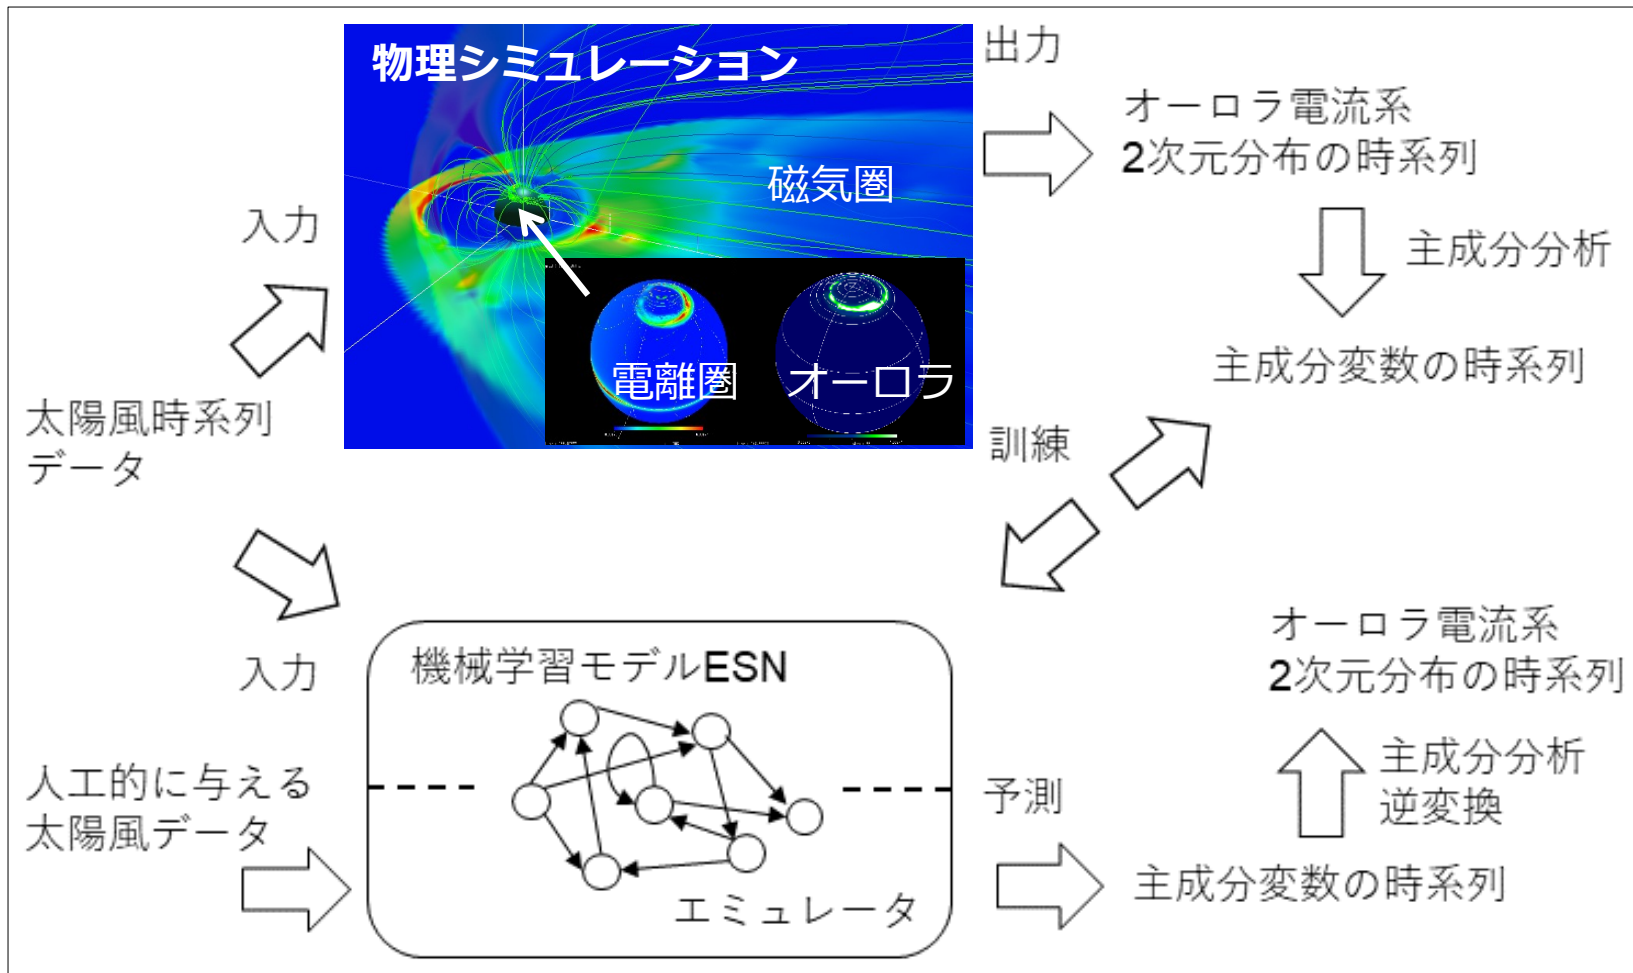 物理シミュレーション
出力
オーロラ電流系
2次元分布の時系列
磁気圏
入力
主成分分析
主成分変数の時系列
電離圏
オーロラ
太陽風時系列
データ
訓練
入力
機械学習モデルESN
オーロラ電流系
2次元分布の時系列
人工的に与える
太陽風データ
予測
主成分分析
逆変換
主成分変数の時系列
エミュレータ